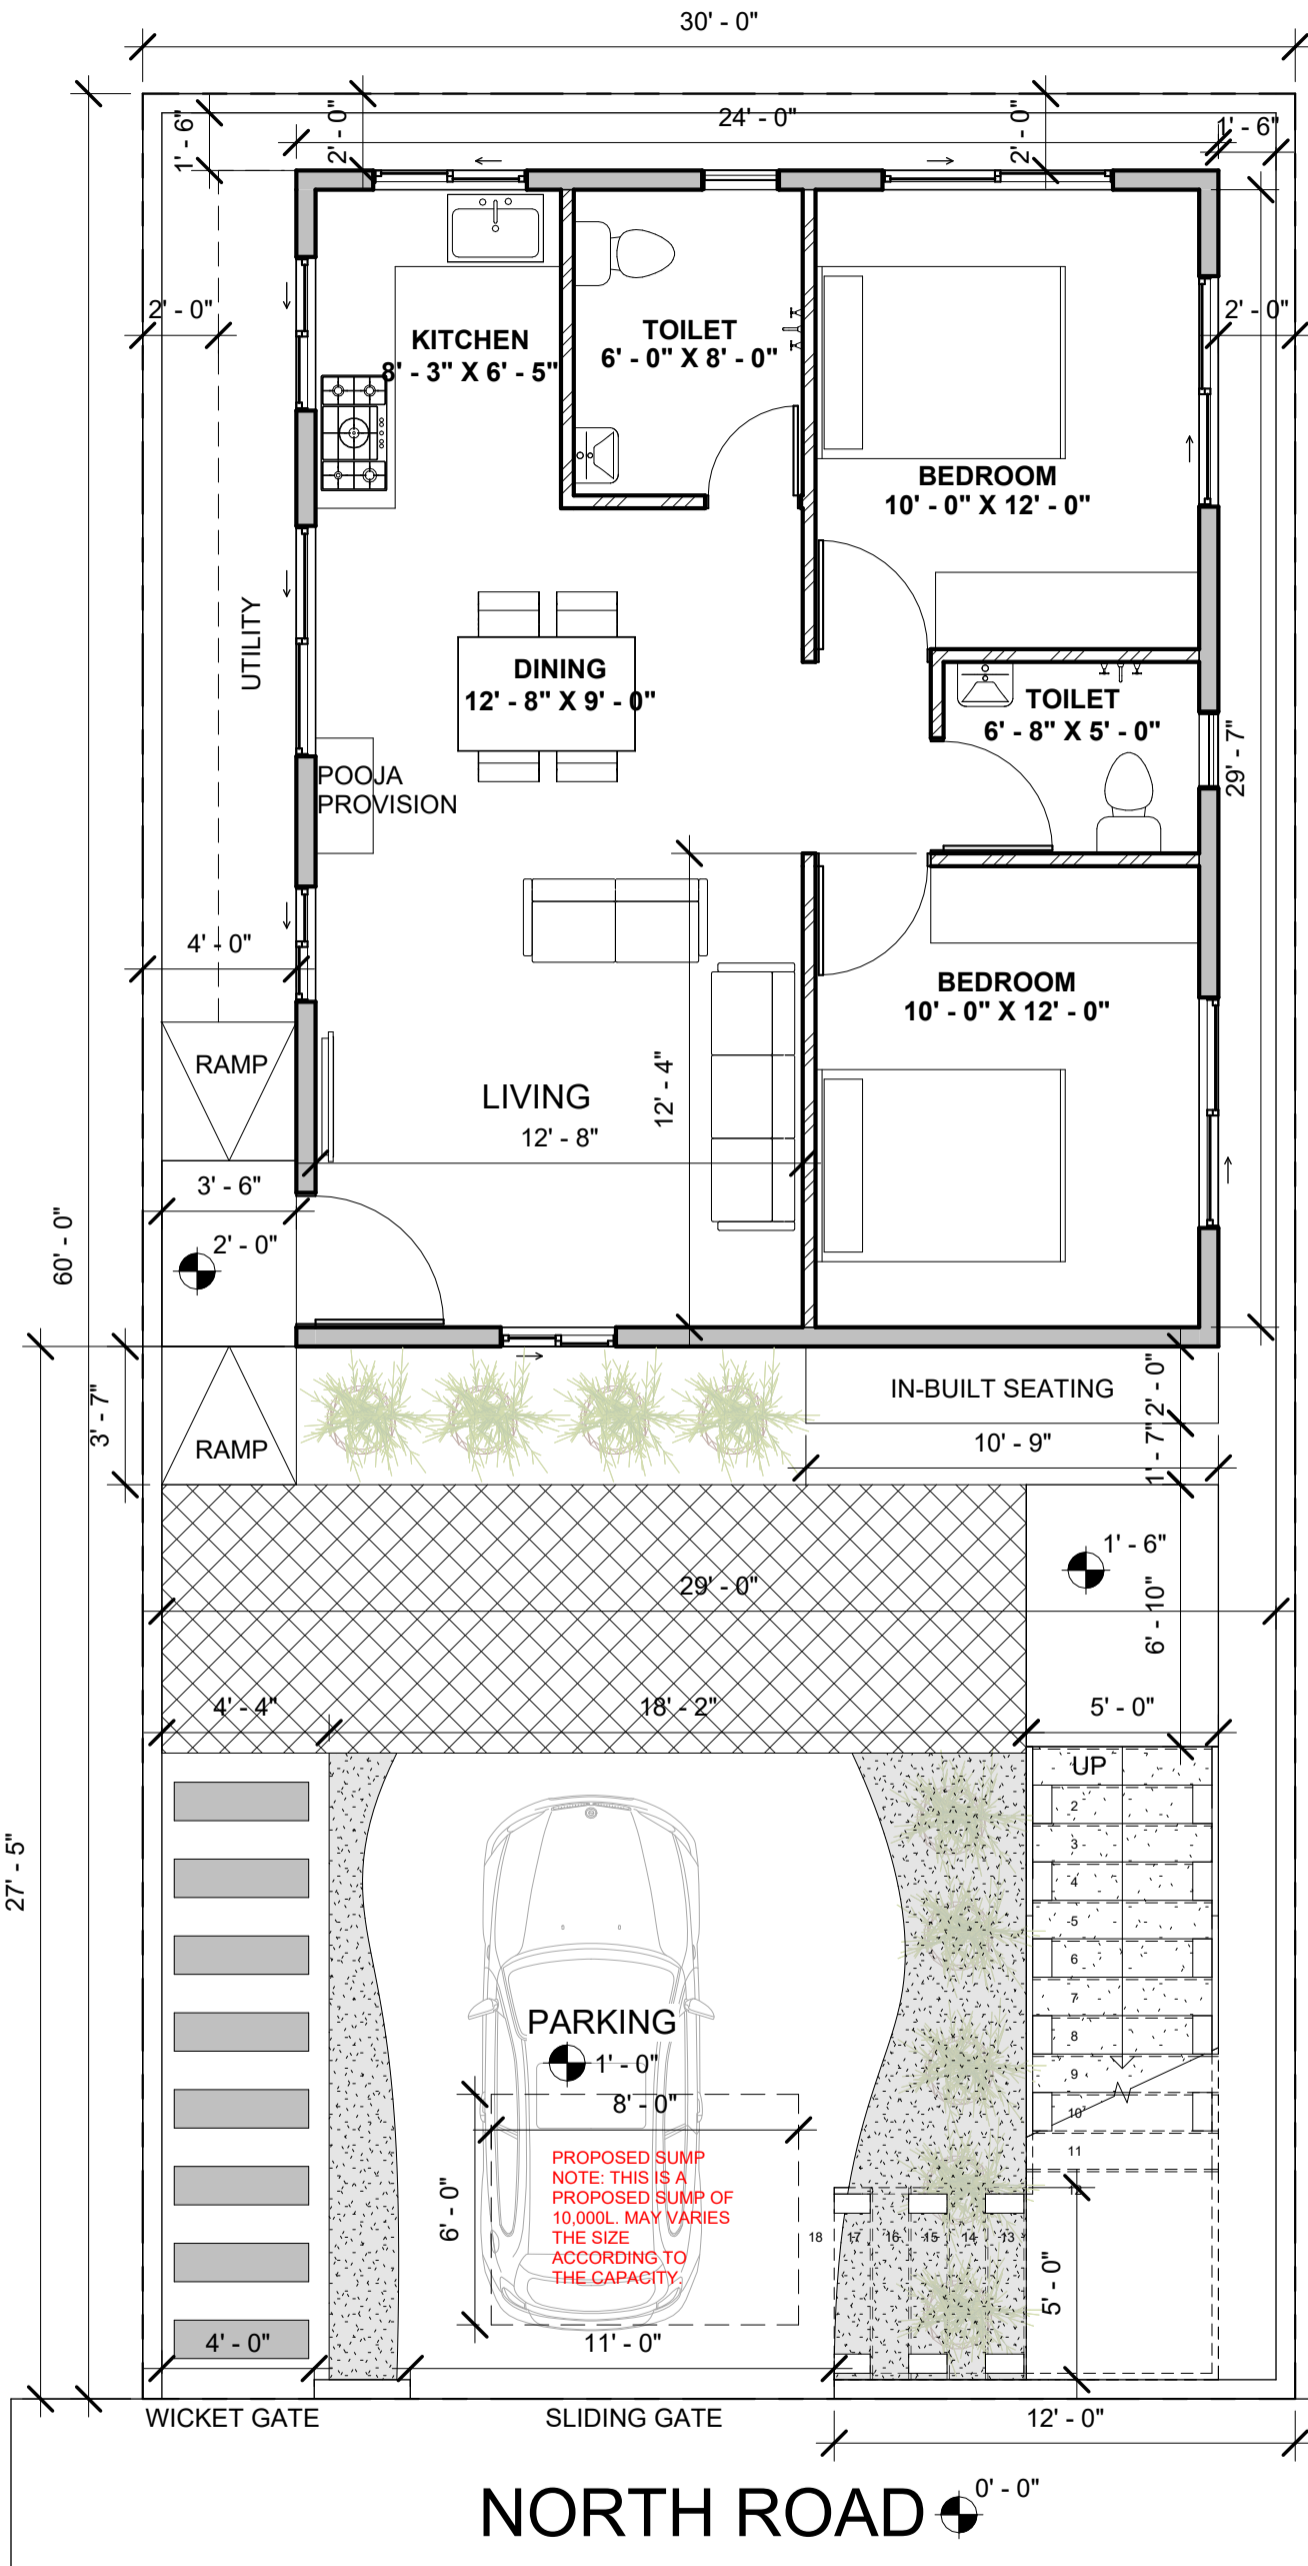 30' - 0"
24' - 0"
1' - 6"
2' - 0"
2' - 0"
1' - 6"
2' - 0"
2' - 0"
KITCHEN
8' - 3" X 6' - 5"
TOILET
6' - 0" X 8' - 0"
BEDROOM
10' - 0" X 12' - 0"
UTILITY
DINING
12' - 8" X 9' - 0"
TOILET
6' - 8" X 5' - 0"
29' - 7"
POOJA
PROVISION
4' - 0"
BEDROOM
10' - 0" X 12' - 0"
RAMP
LIVING
12' - 8"
12' - 4"
3' - 6"
2' - 0"
60' - 0"
IN-BUILT SEATING
2' - 0"
3' - 7"
RAMP
10' - 9"
1' - 7"
1' - 6"
29' - 0"
6' - 10"
4' - 4"
18' - 2"
5' - 0"
UP
2
3
4
5
6
7
8
9
10
11
12
27' - 5"
PARKING
1' - 0"
8' - 0"
6' - 0"
PROPOSED SUMP
NOTE: THIS IS A
PROPOSED SUMP OF
10,000L. MAY VARIES
THE SIZE
ACCORDING TO
THE CAPACITY.
18 17 16 15 14 13
5' - 0"
4' - 0"
11' - 0"
WICKET GATE
SLIDING GATE
12' - 0"
NORTH ROAD
0' - 0"